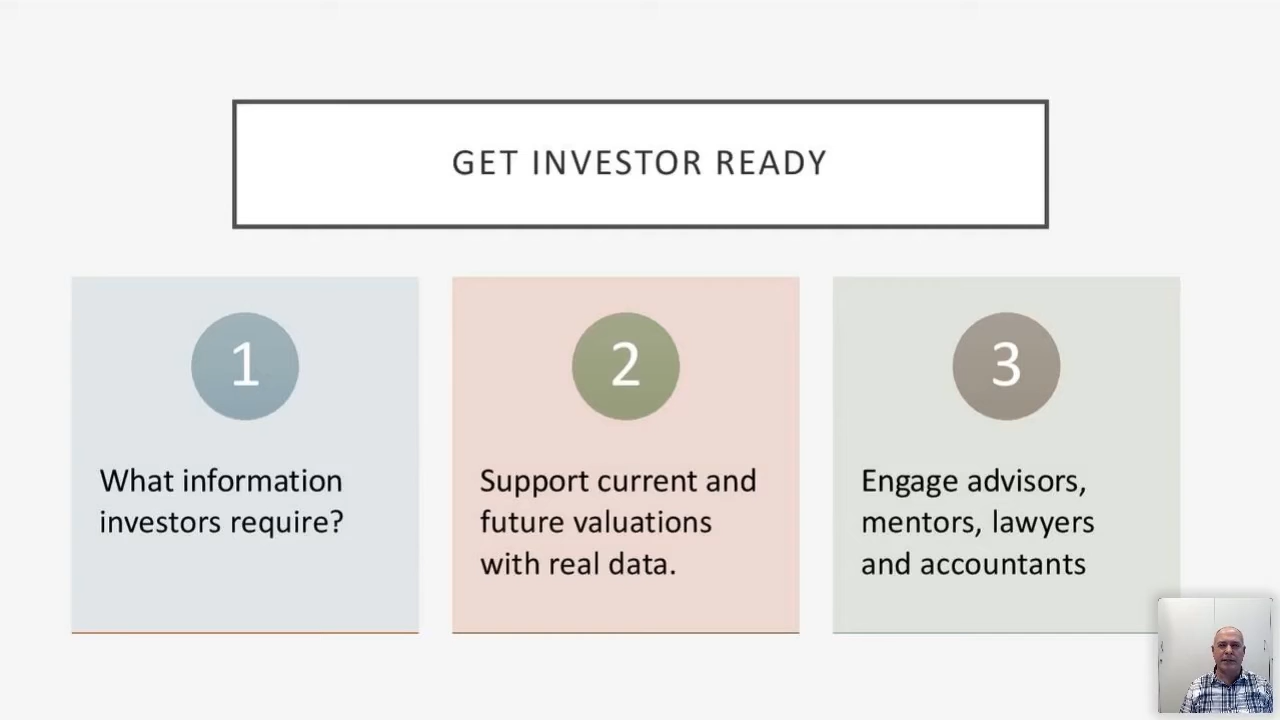 GET INVESTOR READY
1
What information
investors require?
2
Support current and
future valuations
with real data.
3
Engage advisors,
mentors, lawyers
and accountants